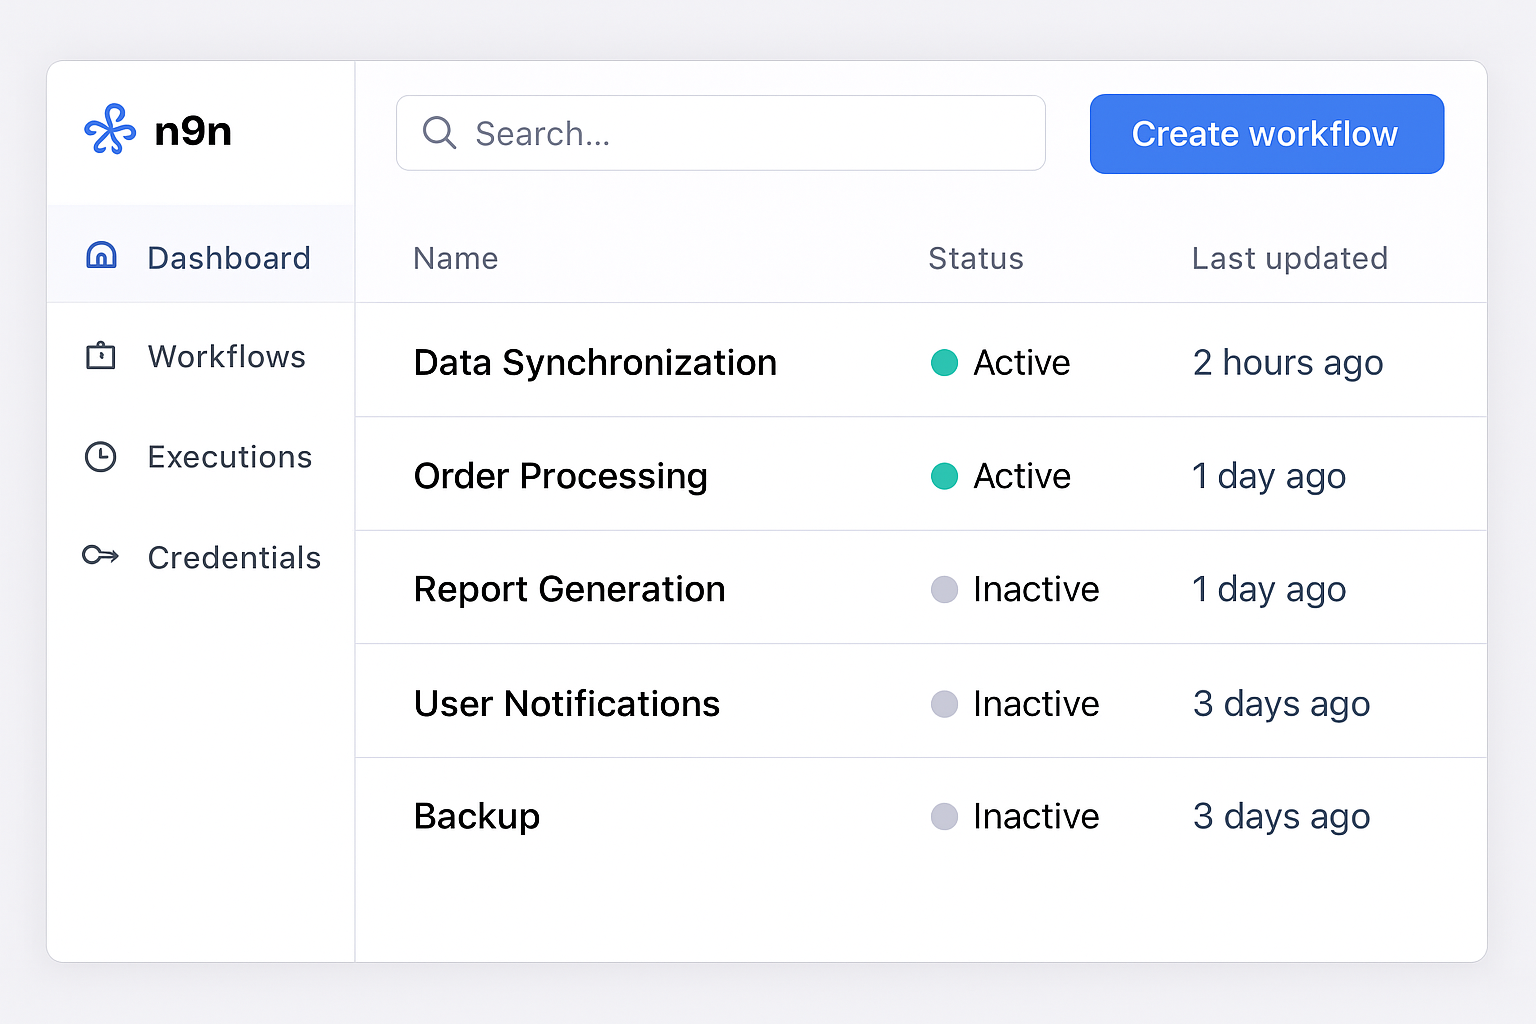 n9n
Search...
Create workflow
Dashboard
Workflows
Executions
Credentials
Name Status Last updated
Data Synchronization Active 2 hours ago
Order Processing Active 1 day ago
Report Generation Inactive 1 day ago
User Notifications Inactive 3 days ago
Backup Inactive 3 days ago